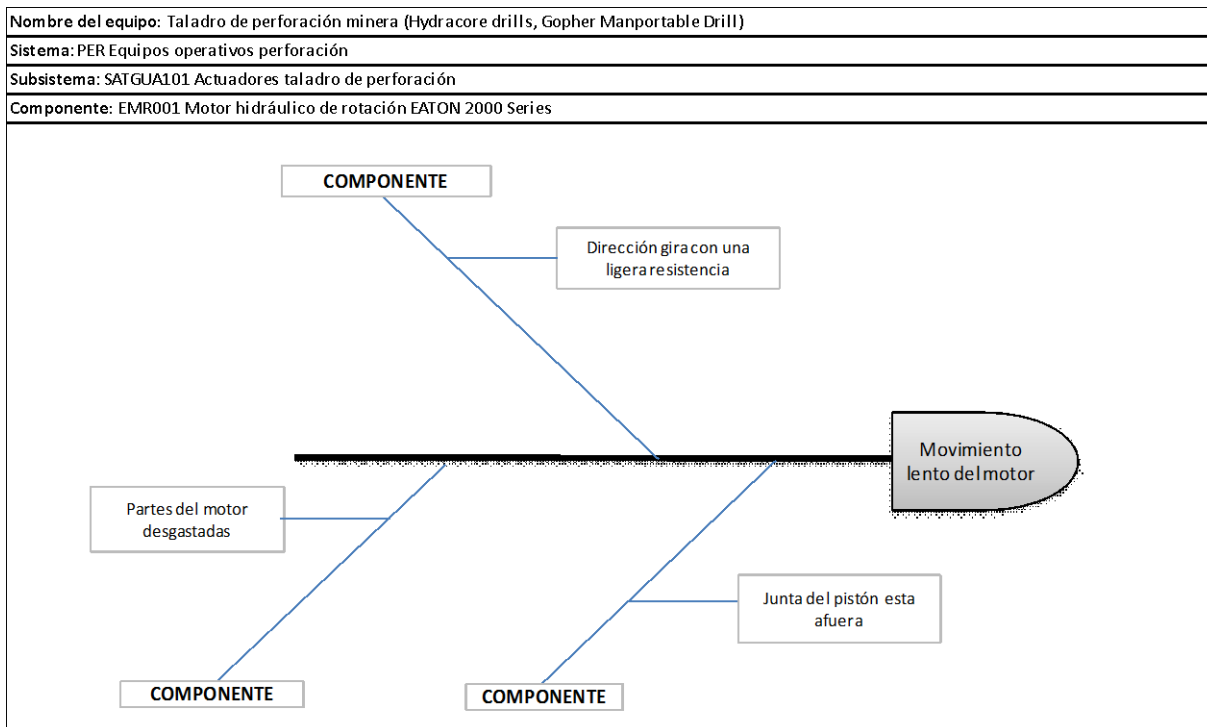 Nombre del equipo: Taladro de perforación minera (Hydracore drills, Gopher Manportable Drill)
Sistema: PER Equipos operativos perforación
Subsistema: SATGUA101 Actuadores taladro de perforación
Componente: EMR001 Motor hidráulico de rotación EATON 2000 Series
COMPONENTE
Dirección gira con una
ligera resistencia
Movimiento
lento del motor
Partes del motor
desgastadas
Junta del pistón esta
afuera
COMPONENTE
COMPONENTE